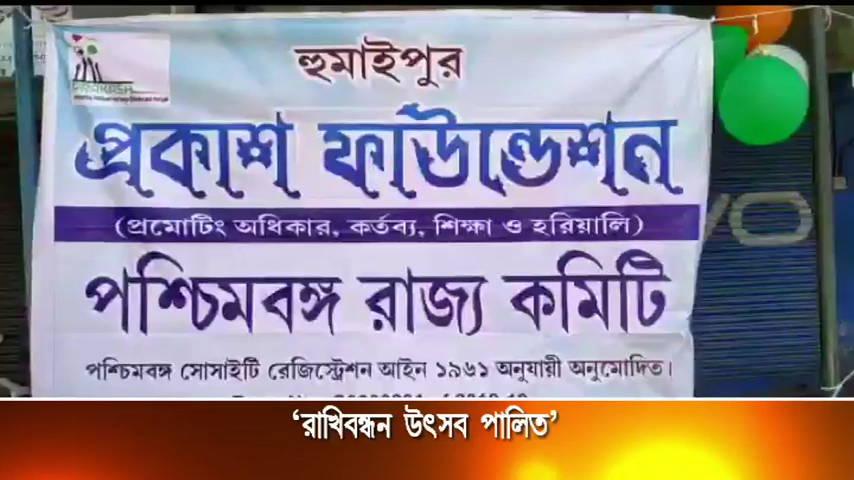 হুমাইপুর
প্রকাশ ফাউন্ডেশন
(প্রমোটিং অধিকার, কর্তব্য, শিক্ষা ও হরিয়ালি)
পশ্চিমবঙ্গ রাজ্য কমিটি
পশ্চিমবঙ্গ সোসাইটি রেজিস্ট্রেশন আইন ১৯৬১ অনুযায়ী অনুমোদিত।
‘রাখিবন্ধন উৎসব পালিত’